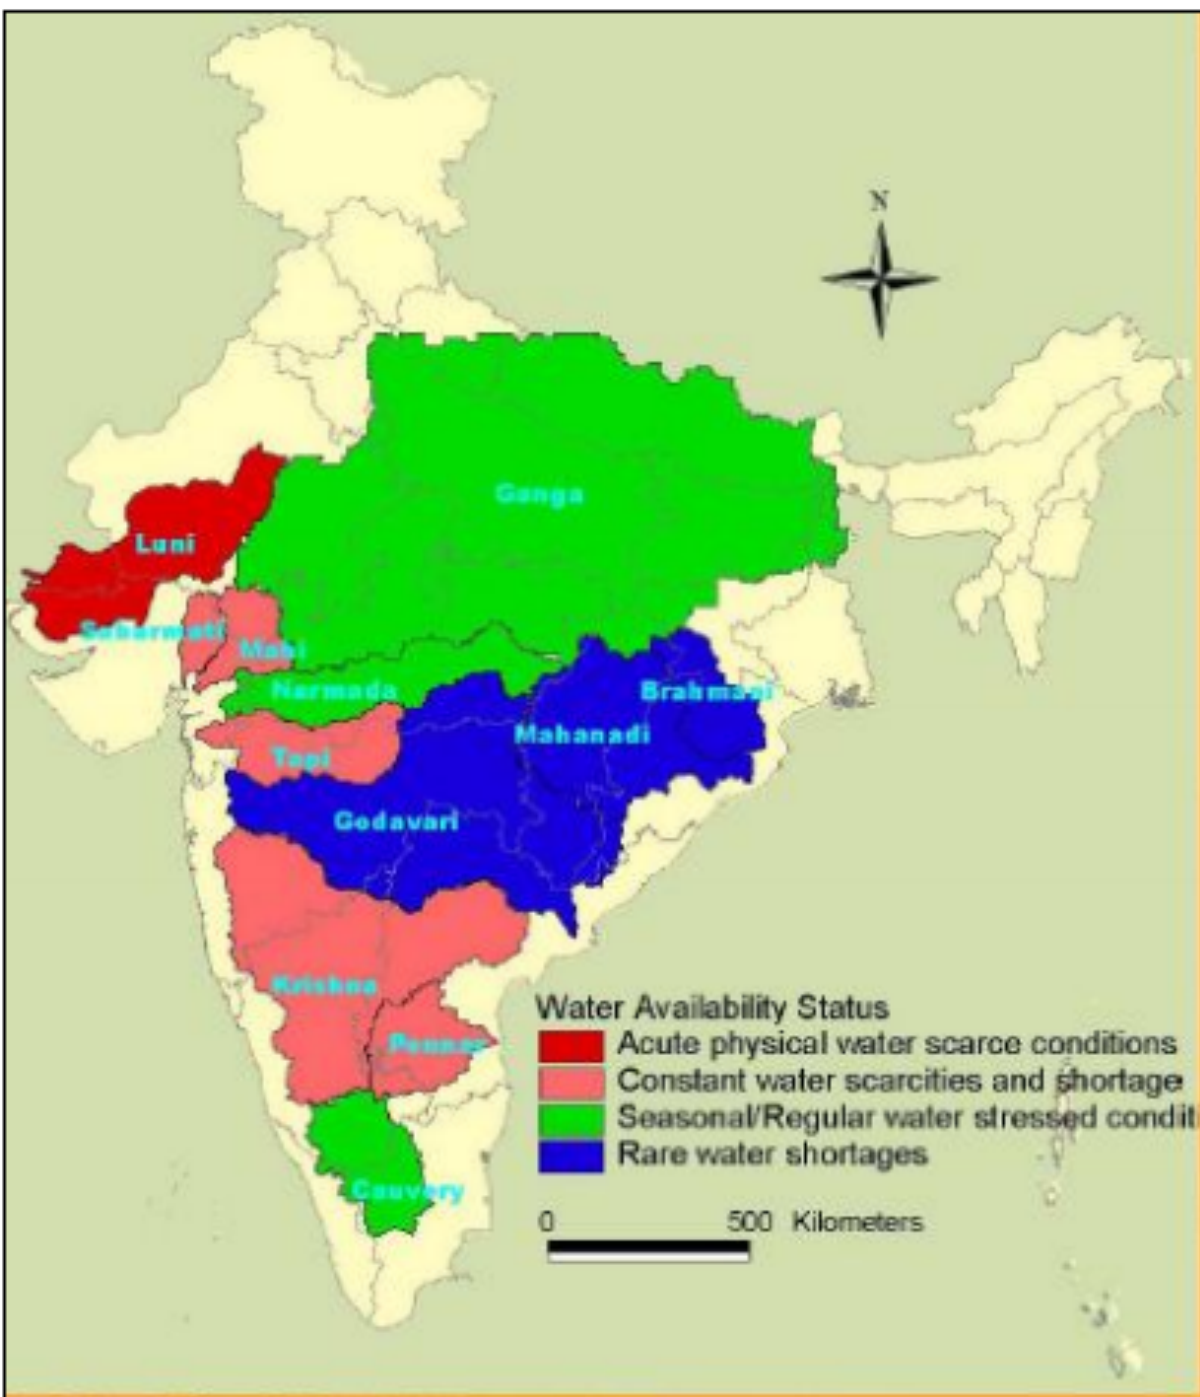 N
Ganga
Luni
Sabarmati
Mahi
Narmada
Brahmani
Mahanadi
Tapi
Godavari
Krishna
Pennar
Cauvery
Water Availability Status
Acute physical water scarce conditions
Constant water scarcities and shortage
Seasonal/Regular water stressed conditi
Rare water shortages
0 500 Kilometers